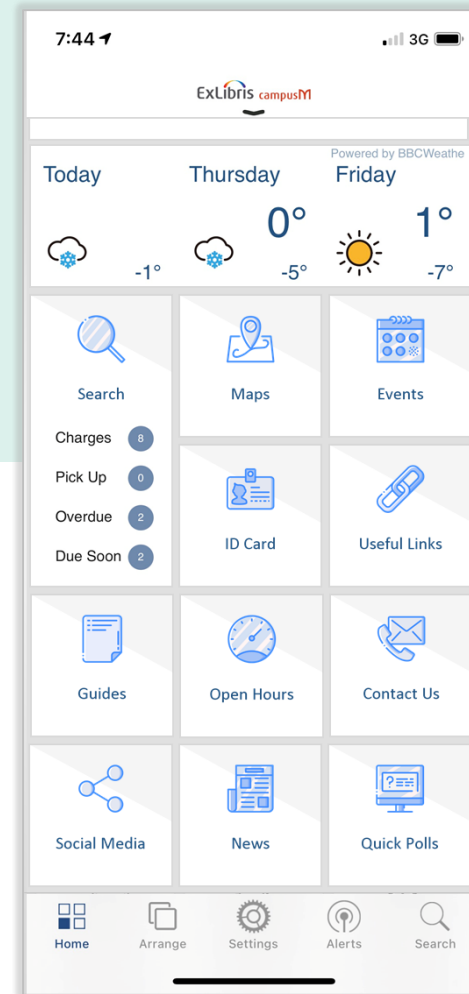 7:44
3G
ExLibris campusM
Powered by BBCWeathe
Today Thursday Friday
0° 1°
-1° -5° -7°
Search Maps Events
Charges 8
Pick Up 0
Overdue 2
Due Soon 2
ID Card Useful Links
Guides Open Hours Contact Us
Social Media News Quick Polls
Home Arrange Settings Alerts Search